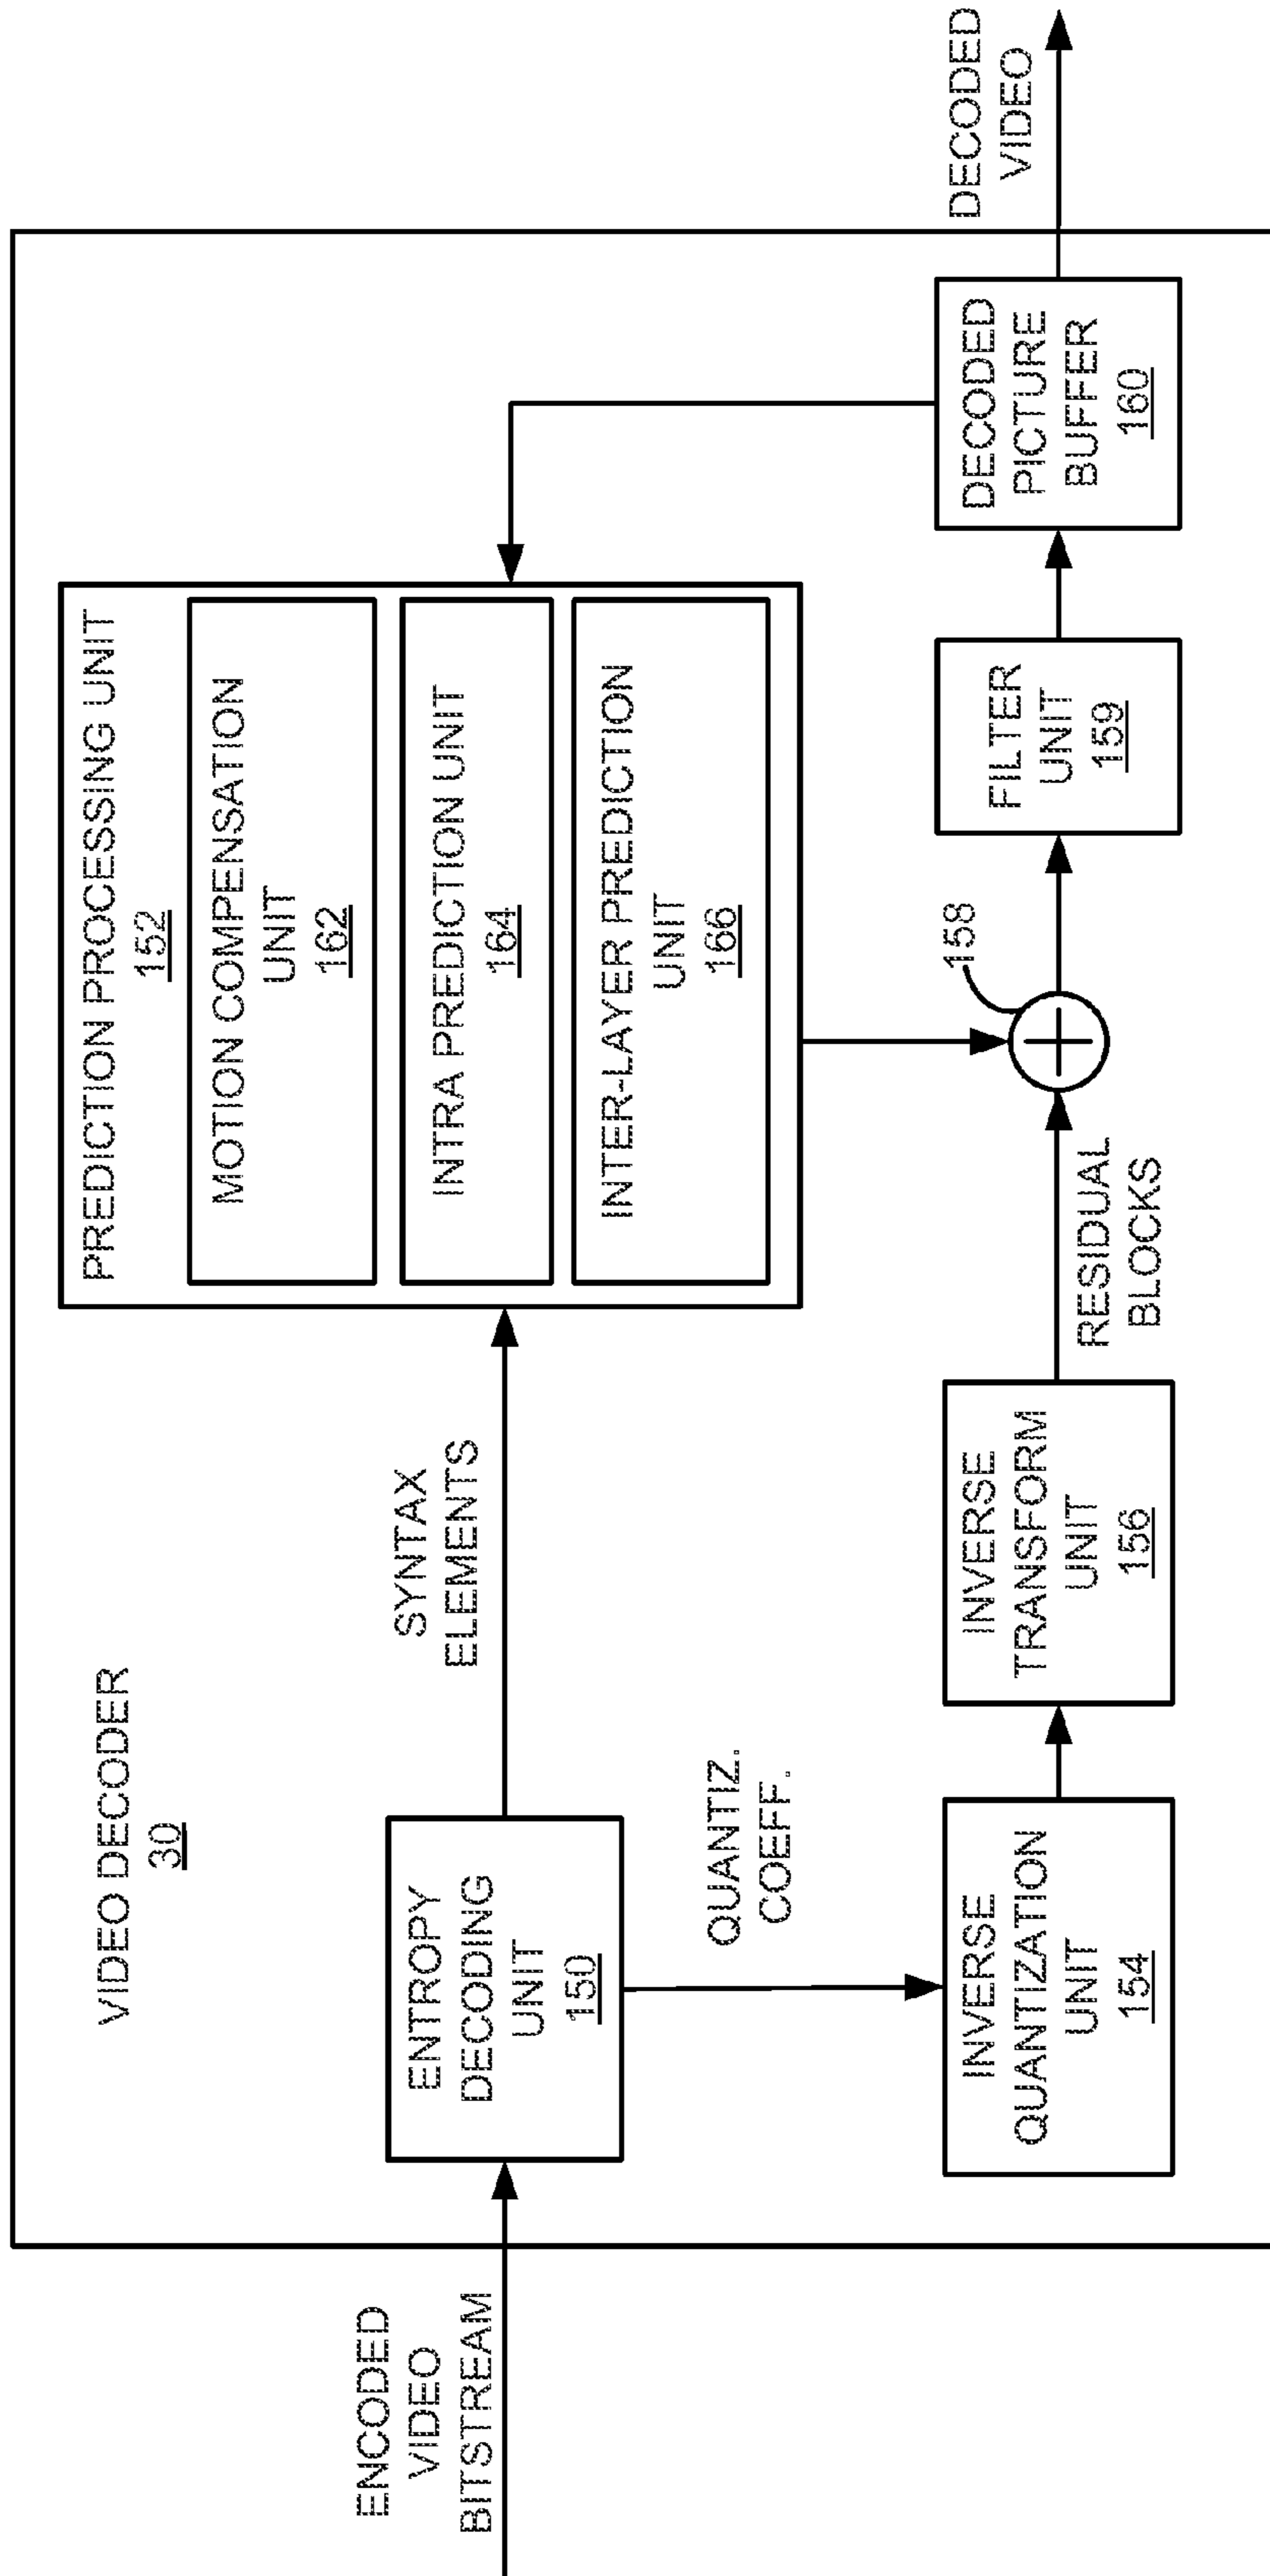 VIDEO DECODER
30
ENCODED
VIDEO
BITSTREAM
ENTROPY
DECODING
UNIT
150
SYNTAX
ELEMENTS
PREDICTION PROCESSING UNIT
152
MOTION COMPENSATION
UNIT
162
INTRA PREDICTION UNIT
164
INTER-LAYER PREDICTION
UNIT
166
QUANTIZ.
COEFF.
INVERSE
QUANTIZATION
UNIT
154
INVERSE
TRANSFORM
UNIT
156
RESIDUAL
BLOCKS
158
FILTER
UNIT
159
DECODED
PICTURE
BUFFER
160
DECODED
VIDEO